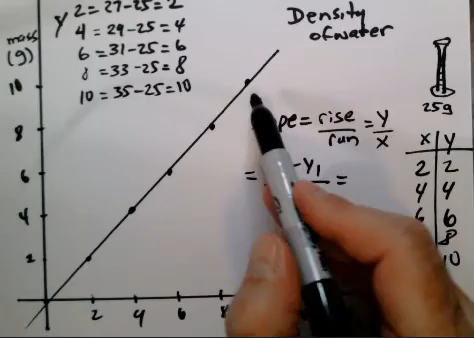 Y
2 = 27-25 = 2
4 = 29-25 = 4
6 = 31-25 = 6
8 = 33-25 = 8
10 = 35-25 = 10
Density
of water
mass
(g)
10
8
6
4
2
2
4
6
8
25g
= rise/run = Y/X
= -Y₁ =
X Y
2 2
4 4
6
8
10